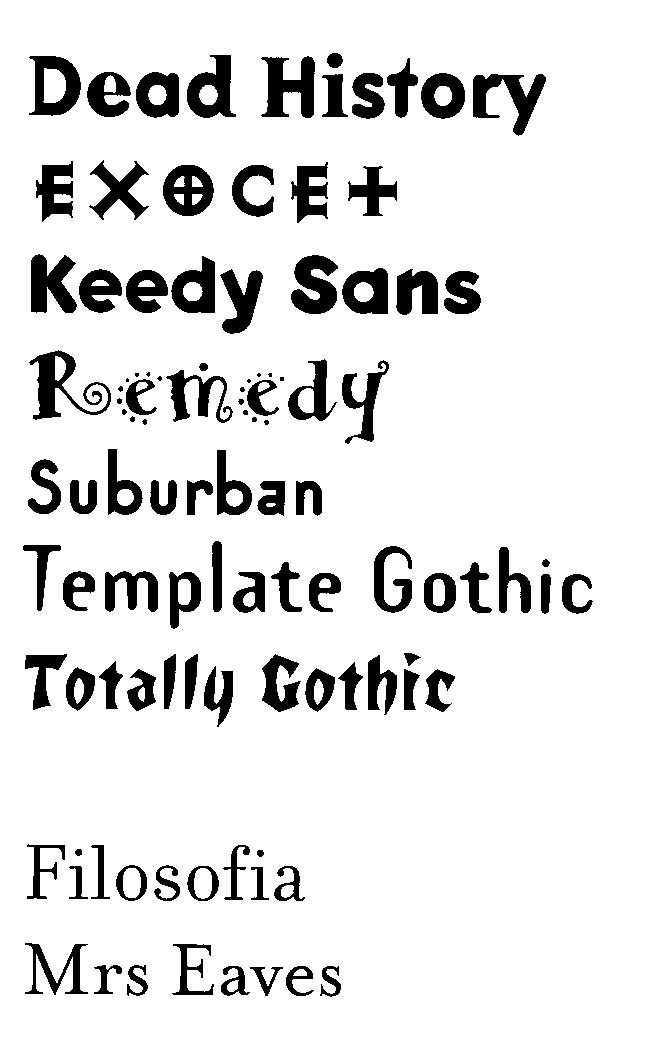 Dead History
EXOCET
Keedy Sans
Remedy
Suburban
Template Gothic
Totally Gothic
Filosofia
Mrs Eaves